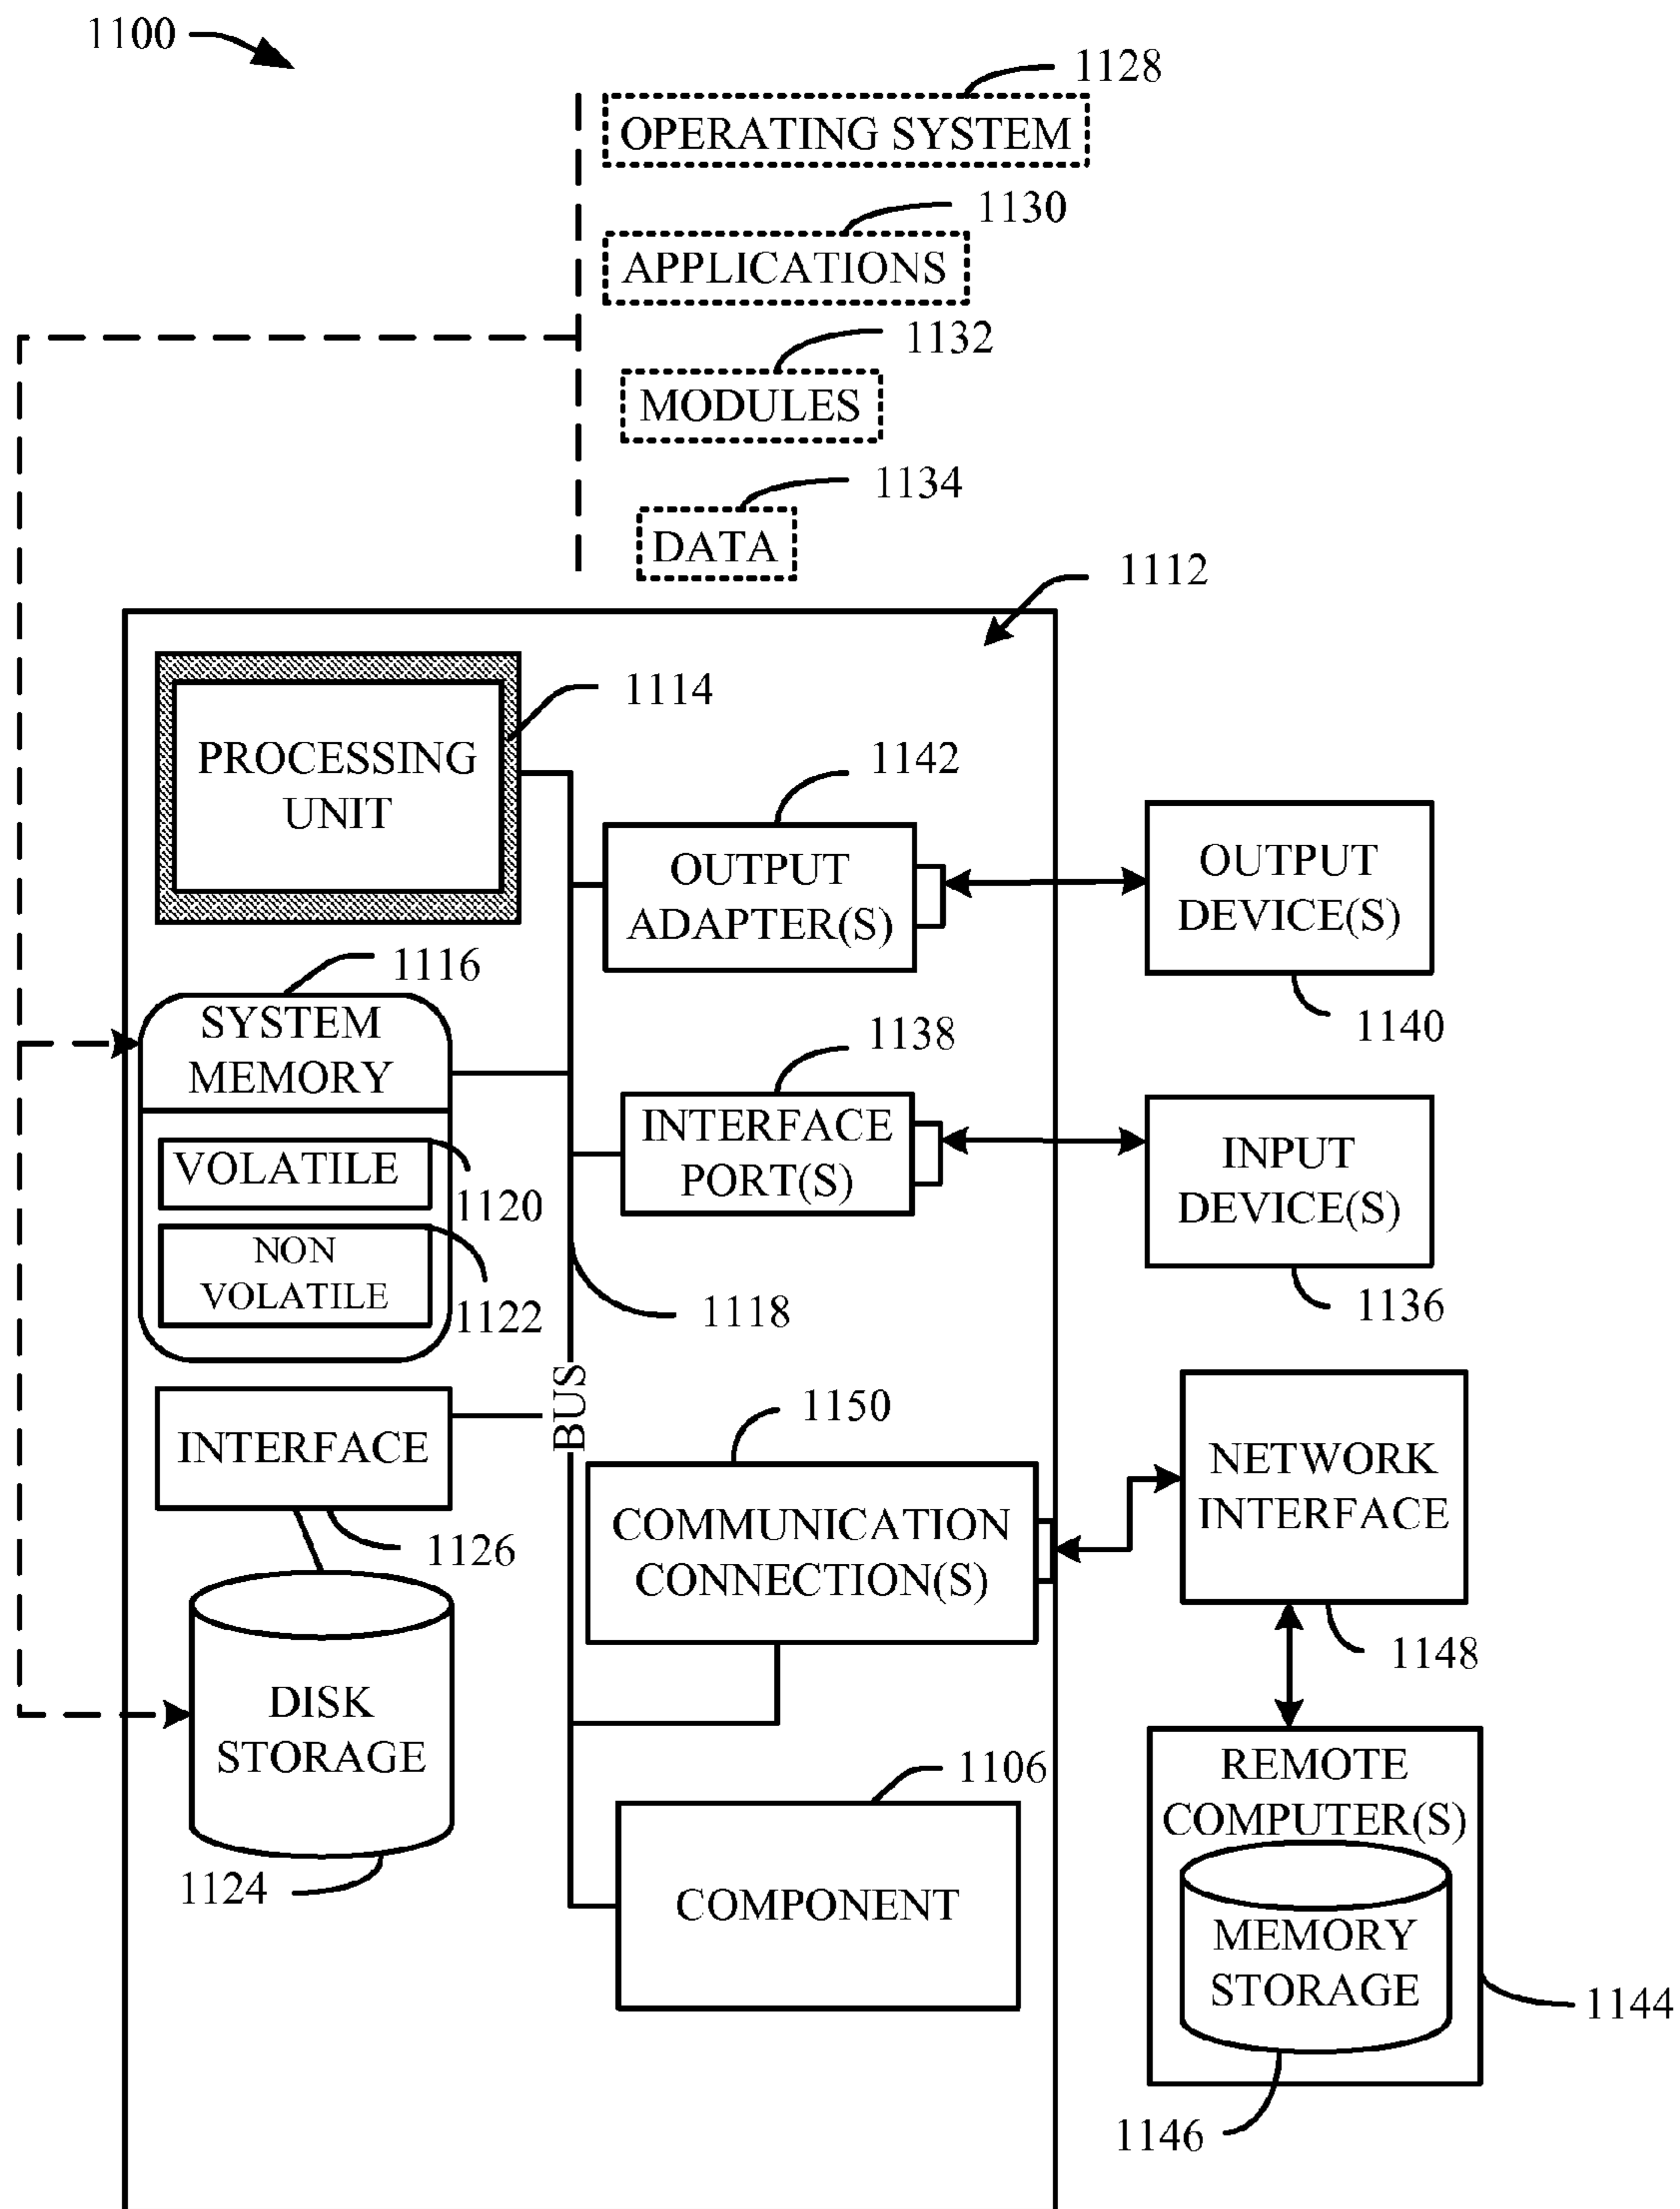 1100
1128
OPERATING SYSTEM
1130
APPLICATIONS
1132
MODULES
1134
DATA
1112
1114
PROCESSING
UNIT
1142
OUTPUT
ADAPTER(S)
OUTPUT
DEVICE(S)
1140
1116
SYSTEM
MEMORY
1138
INTERFACE
PORT(S)
INPUT
DEVICE(S)
1136
VOLATILE
1120
NON
VOLATILE
1122
1118
BUS
INTERFACE
1126
1150
COMMUNICATION
CONNECTION(S)
NETWORK
INTERFACE
1148
DISK
STORAGE
1124
1106
COMPONENT
REMOTE
COMPUTER(S)
MEMORY
STORAGE
1144
1146